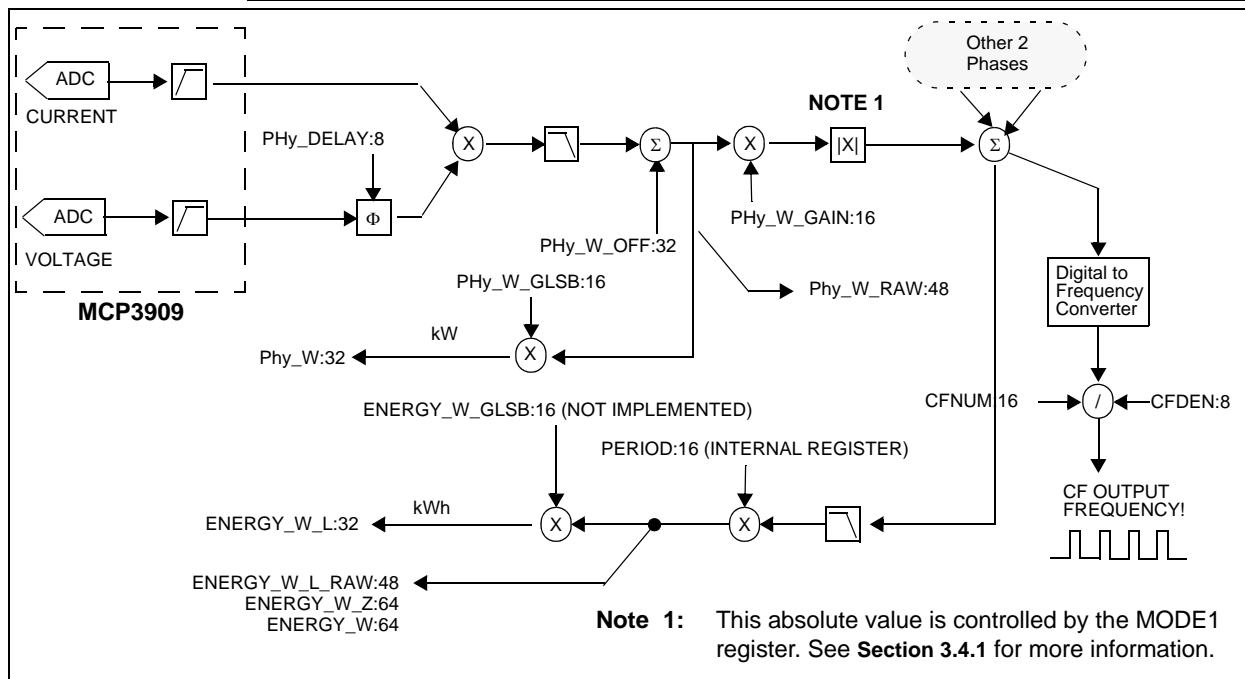 Other 2
Phases
ADC
CURRENT
NOTE 1
PHy_DELAY:8
X
Σ
X
|X|
Σ
ADC
Φ
VOLTAGE
PHy_W_GAIN:16
PHy_W_OFF:32
PHy_W_GLSB:16
Phy_W_RAW:48
MCP3909
Digital to
Frequency
Converter
kW
Phy_W:32
X
ENERGY_W_GLSB:16 (NOT IMPLEMENTED)
CFNUM:16
/
CFDEN:8
PERIOD:16 (INTERNAL REGISTER)
CF OUTPUT
FREQUENCY!
kWh
ENERGY_W_L:32
X
X
ENERGY_W_L_RAW:48
ENERGY_W_Z:64
ENERGY_W:64
Note 1: This absolute value is controlled by the MODE1
register. See Section 3.4.1 for more information.